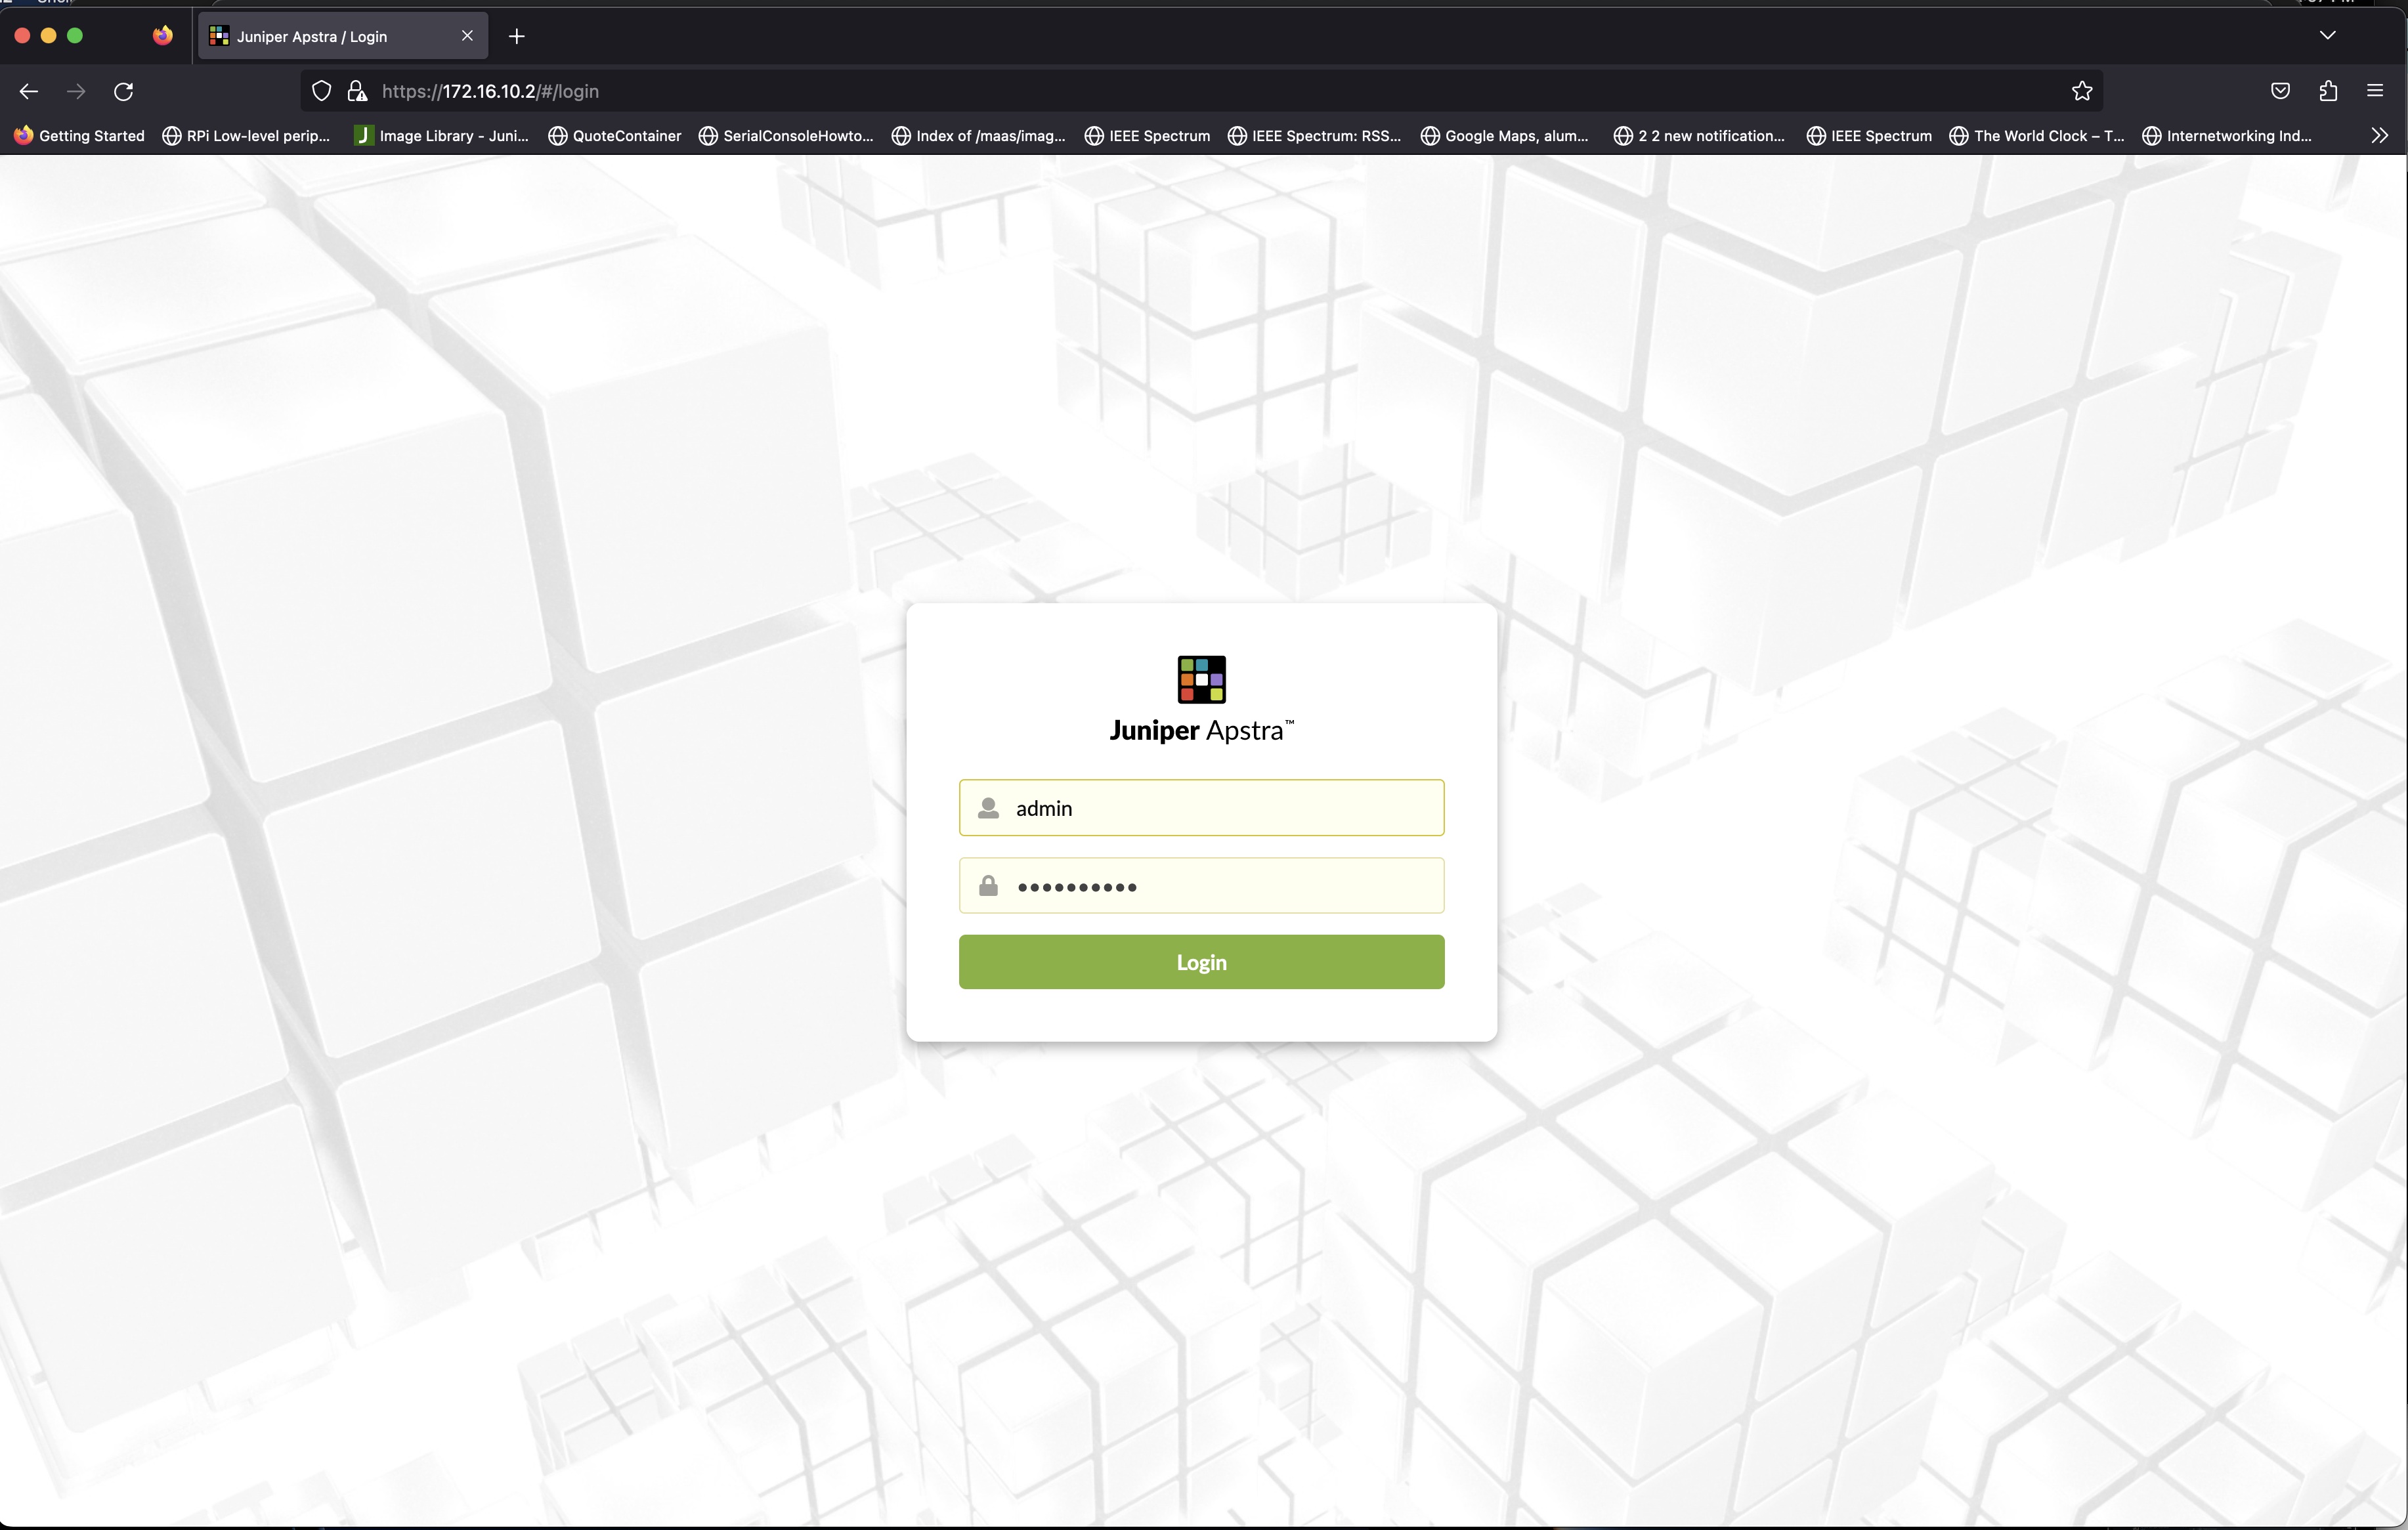 Juniper Apstra / Login
https://172.16.10.2/#/login
Getting Started
RPi Low-level perip...
Image Library - Juni...
QuoteContainer
SerialConsoleHowto...
Index of /maas/imag...
IEEE Spectrum
IEEE Spectrum: RSS...
Google Maps, alum...
2 2 new notification...
IEEE Spectrum
The World Clock – T...
Internetworking Ind...
Juniper Apstra™
admin
Login